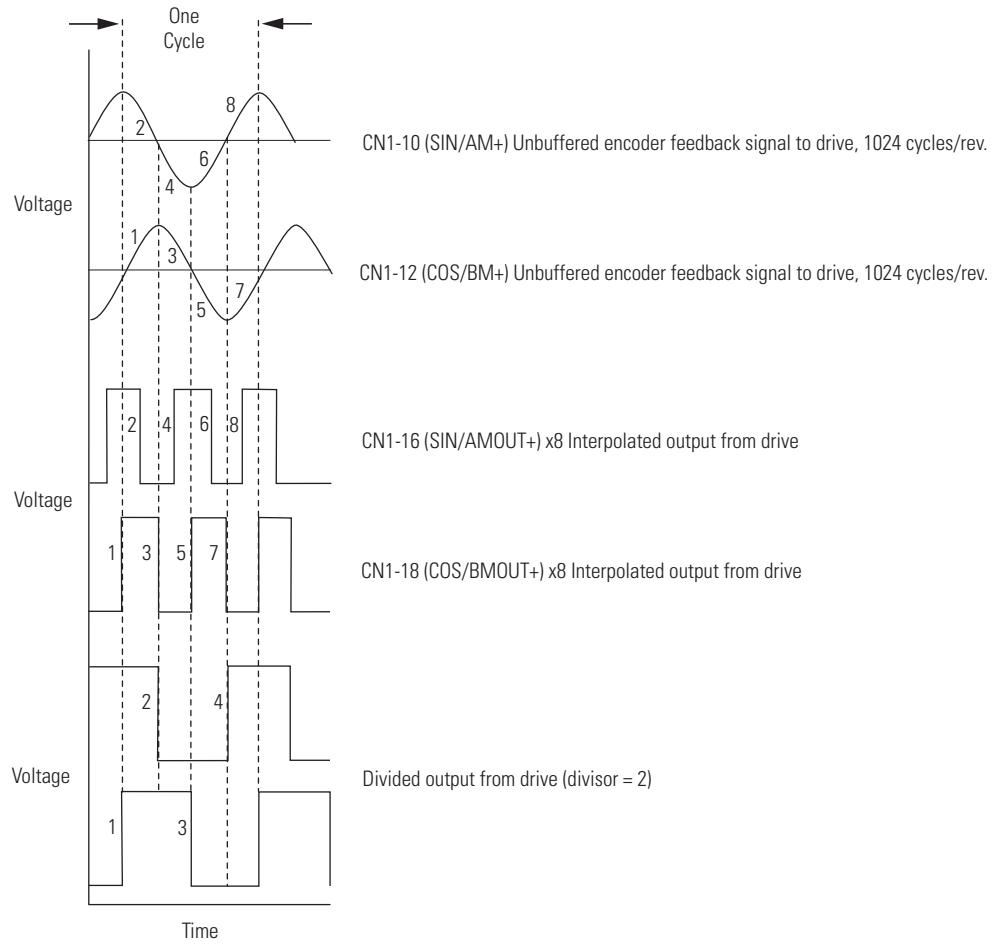 One
Cycle
8
2
CN1-10 (SIN/AM+) Unbuffered encoder feedback signal to drive, 1024 cycles/rev.
6
4
Voltage
1
3
CN1-12 (COS/BM+) Unbuffered encoder feedback signal to drive, 1024 cycles/rev.
7
5
2 4 6 8
CN1-16 (SIN/AMOUT+) x8 Interpolated output from drive
Voltage
1 3 5 7
CN1-18 (COS/BMOUT+) x8 Interpolated output from drive
2 4
Voltage
Divided output from drive (divisor = 2)
1 3
Time